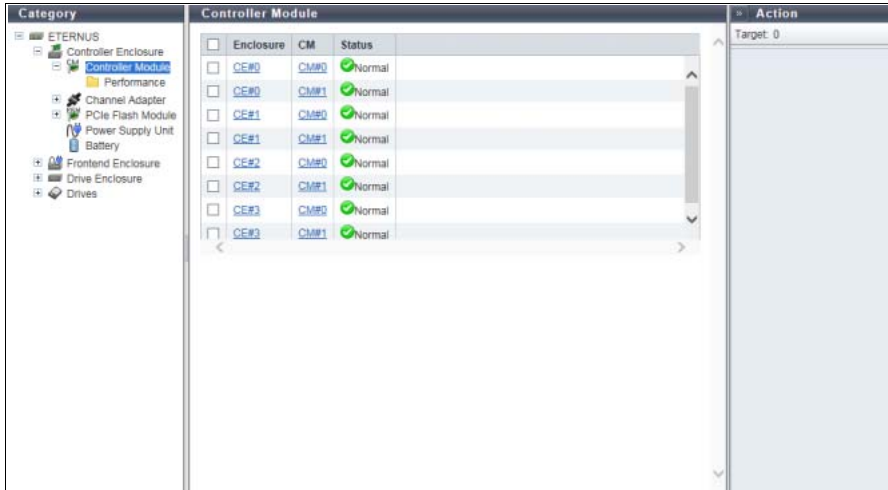 Category
ETERNUS
Controller Enclosure
Controller Module
Performance
Channel Adapter
PCIe Flash Module
Power Supply Unit
Battery
Frontend Enclosure
Drive Enclosure
Drives
Controller Module
Enclosure CM Status
CE#0 CM#0 Normal
CE#0 CM#1 Normal
CE#1 CM#0 Normal
CE#1 CM#1 Normal
CE#2 CM#0 Normal
CE#2 CM#1 Normal
CE#3 CM#0 Normal
CE#3 CM#1 Normal
» Action
Target: 0